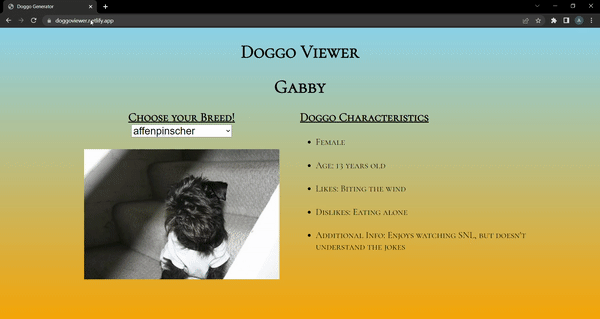 Doggo Generator
doggoviewer.netlify.app
Doggo Viewer
Gabby
Choose your Breed!
affenpinscher
Doggo Characteristics
Female
Age: 13 years old
Likes: Biting the wind
Dislikes: Eating alone
Additional Info: Enjoys watching SNL, but doesn't
understand the jokes